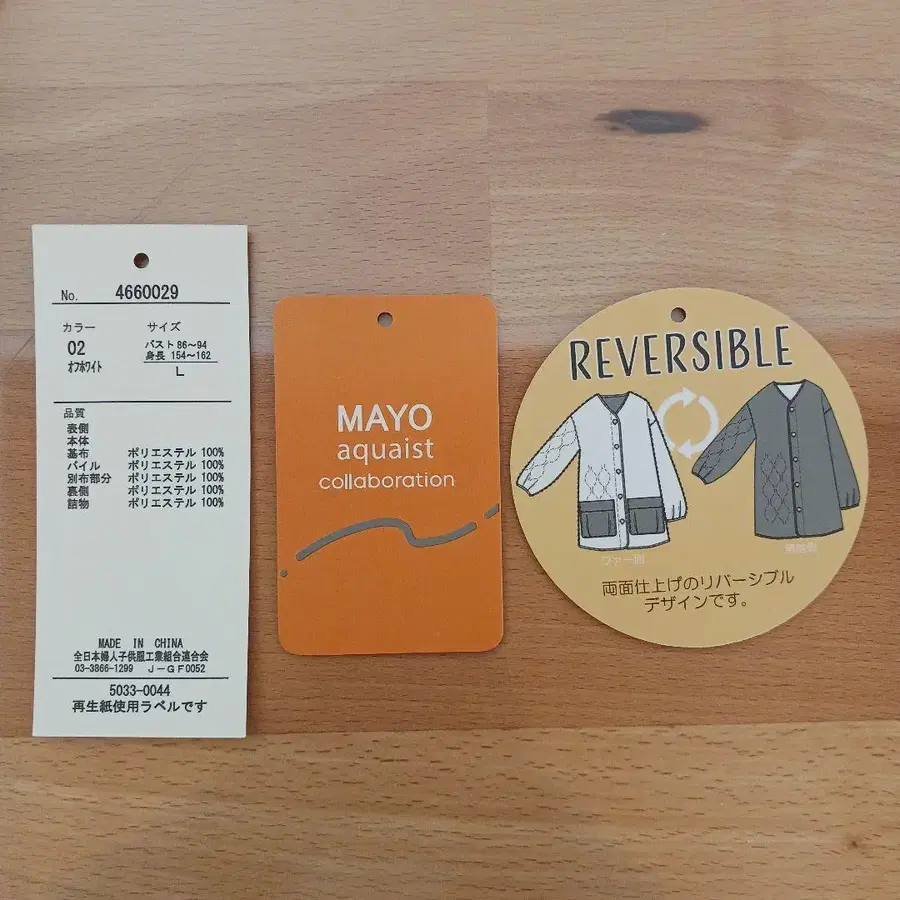 No. 4660029
カラー サイズ
02 バスト 86～94
オフホワイト 身長 154～162
L
品質
表側
本体
基布 ポリエステル 100%
パイル ポリエステル 100%
別布部分 ポリエステル 100%
裏側 ポリエステル 100%
詰物 ポリエステル 100%
MADE IN CHINA
全日本婦人子供服工業組合連合会
03-3866-1299 J-GF0052
5033-0044
再生紙使用ラベルです
MAYO
aquaist
collaboration
REVERSIBLE
ファー側
両面仕上げのリバーシブル
デザインです。